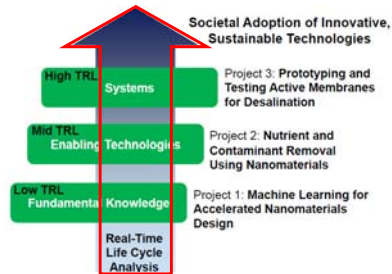 Societal Adoption of Innovative,
Sustainable Technologies
High TRL
Systems
Project 3: Prototyping and
Testing Active Membranes
for Desalination
Mid TRL
Enabling Technologies
Project 2: Nutrient and
Contaminant Removal
Using Nanomaterials
Low TRL
Fundamental Knowledge
Project 1: Machine Learning for
Accelerated Nanomaterials
Design
Real-Time
Life Cycle
Analysis